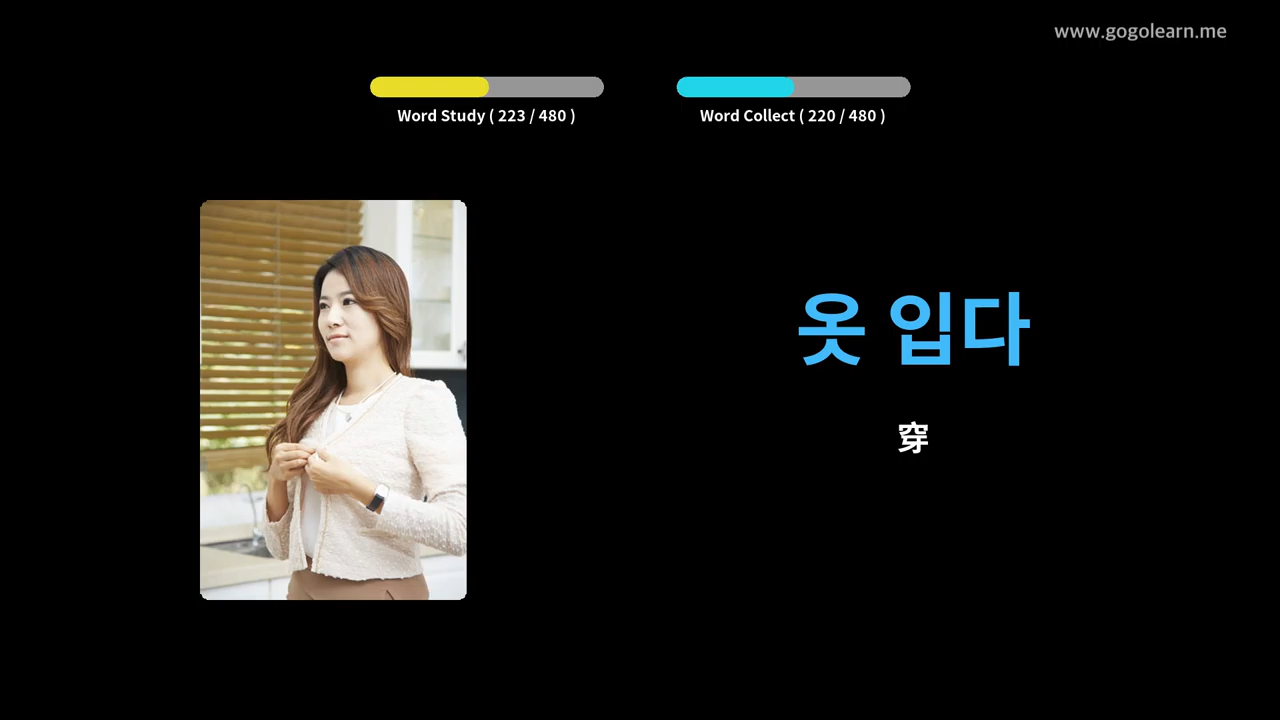 www.gogolearn.me
Word Study ( 223 / 480 )
Word Collect ( 220 / 480 )
옷 입다
穿